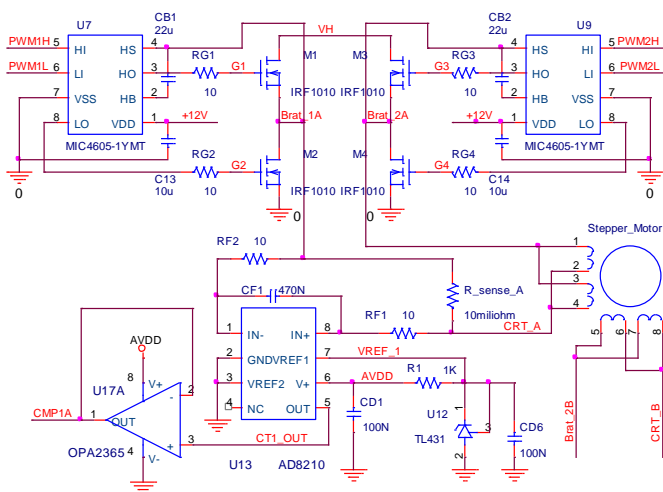 U7 CB1 VH CB2 U9
22u 22u
PWM1H 5 HI HS 4 RG1 M1 M3 RG3 4 HS HI 5 PWM2H
PWM1L 6 LI HO 3 G1 G3 3 HO LI 6 PWM2L
7 VSS HB 2 10 IRF1010 IRF1010 10 2 HB VSS 7
8 LO VDD 1 +12V Brat_1A Brat_2A +12V 1 VDD LO 8
MIC4605-1YMT RG2 M2 M4 RG4 MIC4605-1YMT
G2 G4
0 C13 10 IRF1010 IRF1010 10 C14 0
10u 10u
0 0
Stepper_Motor
RF2 10 1
2
CF1 470N R_sense_A 3
10miliohm 4
RF1 10
1 IN- IN+ 8 CRT_A 5 6 7 8
2 GND VREF1 7 VREF_1
AVDD 3 VREF2 V+ 6 AVDD R1 1K
8 U17A 4 NC OUT 5 CD1 U12 1
V+ - 2 100N TL431 3 CD6
CMP1A 1 OUT 2 100N
+ 3 CT1_OUT
OPA2365 4 V- U13 AD8210
Brat_2B
CRT_B